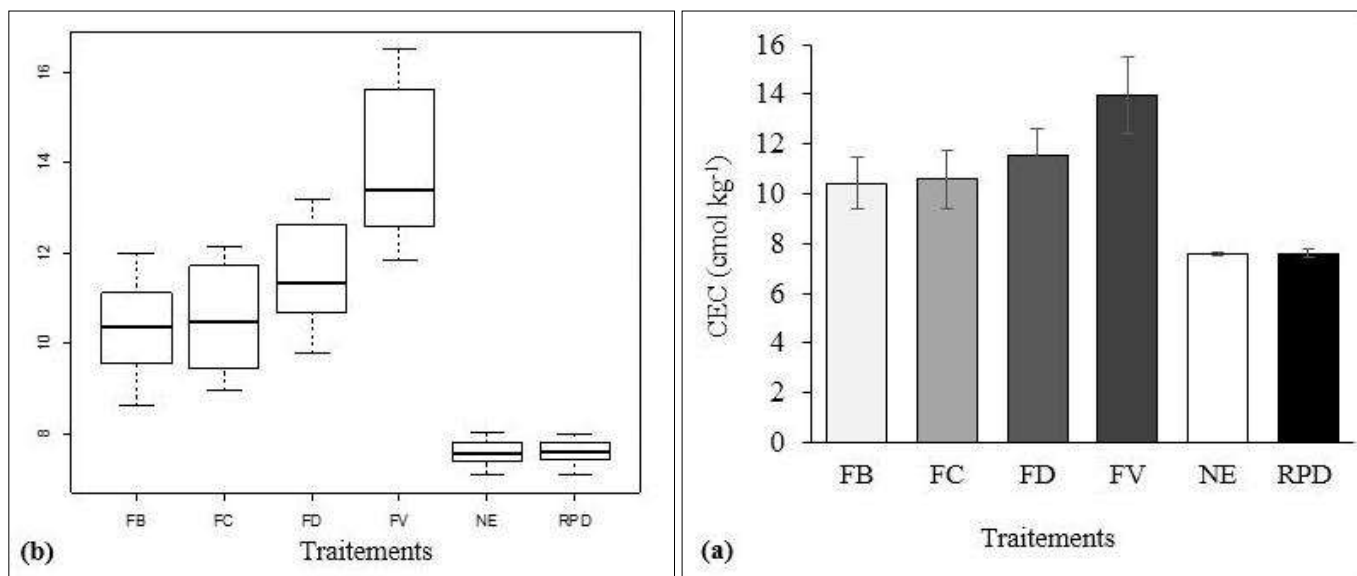 16
14
12
10
8
FB FC FD FV NE RPD
(b) Traitements
CEC (cmol kg⁻¹)
16
14
12
10
8
6
4
2
0
FB FC FD FV NE RPD
(a) Traitements